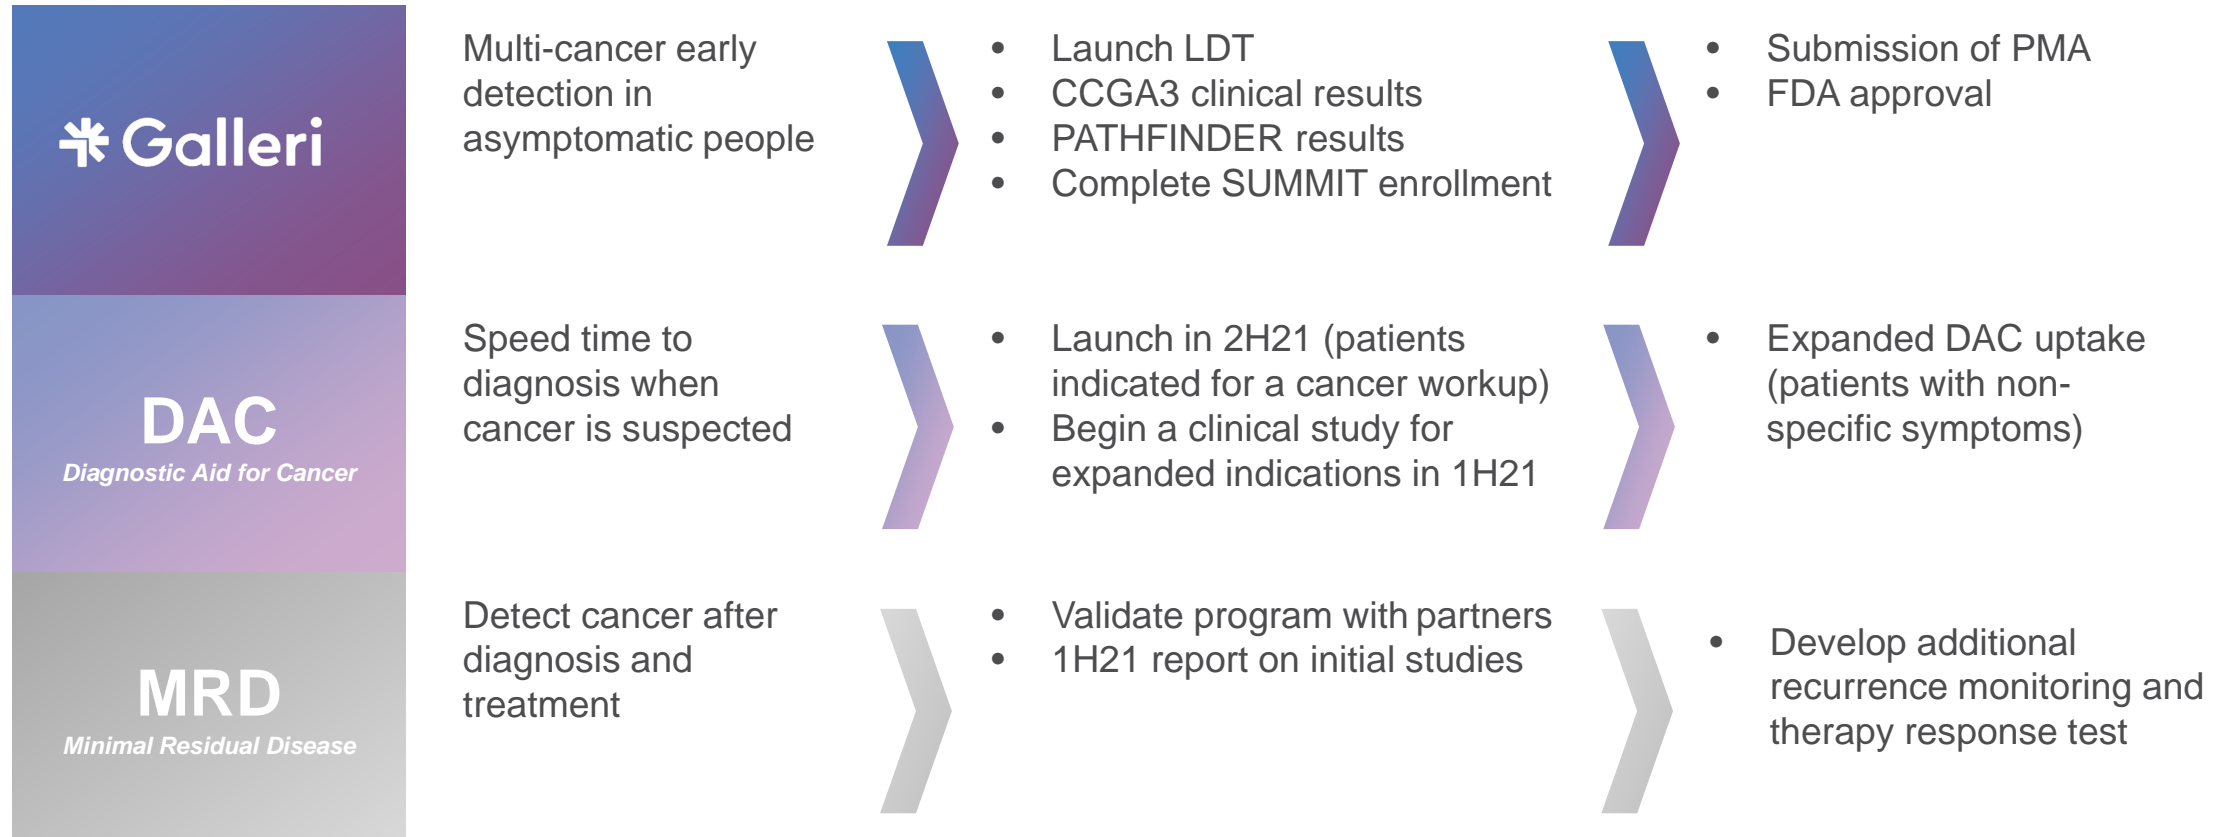 Galleri
Multi-cancer early
detection in
asymptomatic people
• Launch LDT
• CCGA3 clinical results
• PATHFINDER results
• Complete SUMMIT enrollment
• Submission of PMA
• FDA approval
DAC
Diagnostic Aid for Cancer
Speed time to
diagnosis when
cancer is suspected
• Launch in 2H21 (patients
indicated for a cancer workup)
• Begin a clinical study for
expanded indications in 1H21
• Expanded DAC uptake
(patients with non-
specific symptoms)
MRD
Minimal Residual Disease
Detect cancer after
diagnosis and
treatment
• Validate program with partners
• 1H21 report on initial studies
• Develop additional
recurrence monitoring and
therapy response test